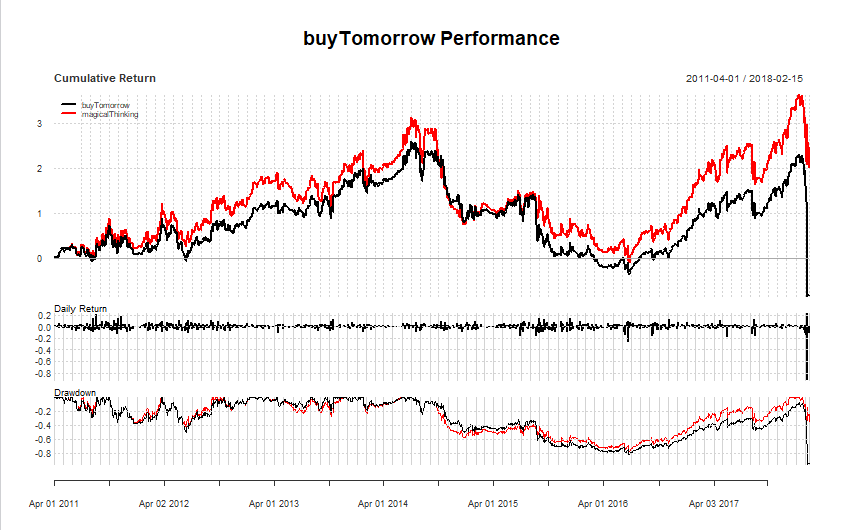 buyTomorrow Performance
Cumulative Return 2011-04-01 / 2018-02-15
buyTomorrow
magicalThinking
3
2
1
0
Daily Return
0.2
0.0
-0.2
-0.4
-0.6
-0.8
Drawdown
-0.2
-0.4
-0.6
-0.8
Apr 01 2011 Apr 02 2012 Apr 01 2013 Apr 01 2014 Apr 01 2015 Apr 01 2016 Apr 03 2017